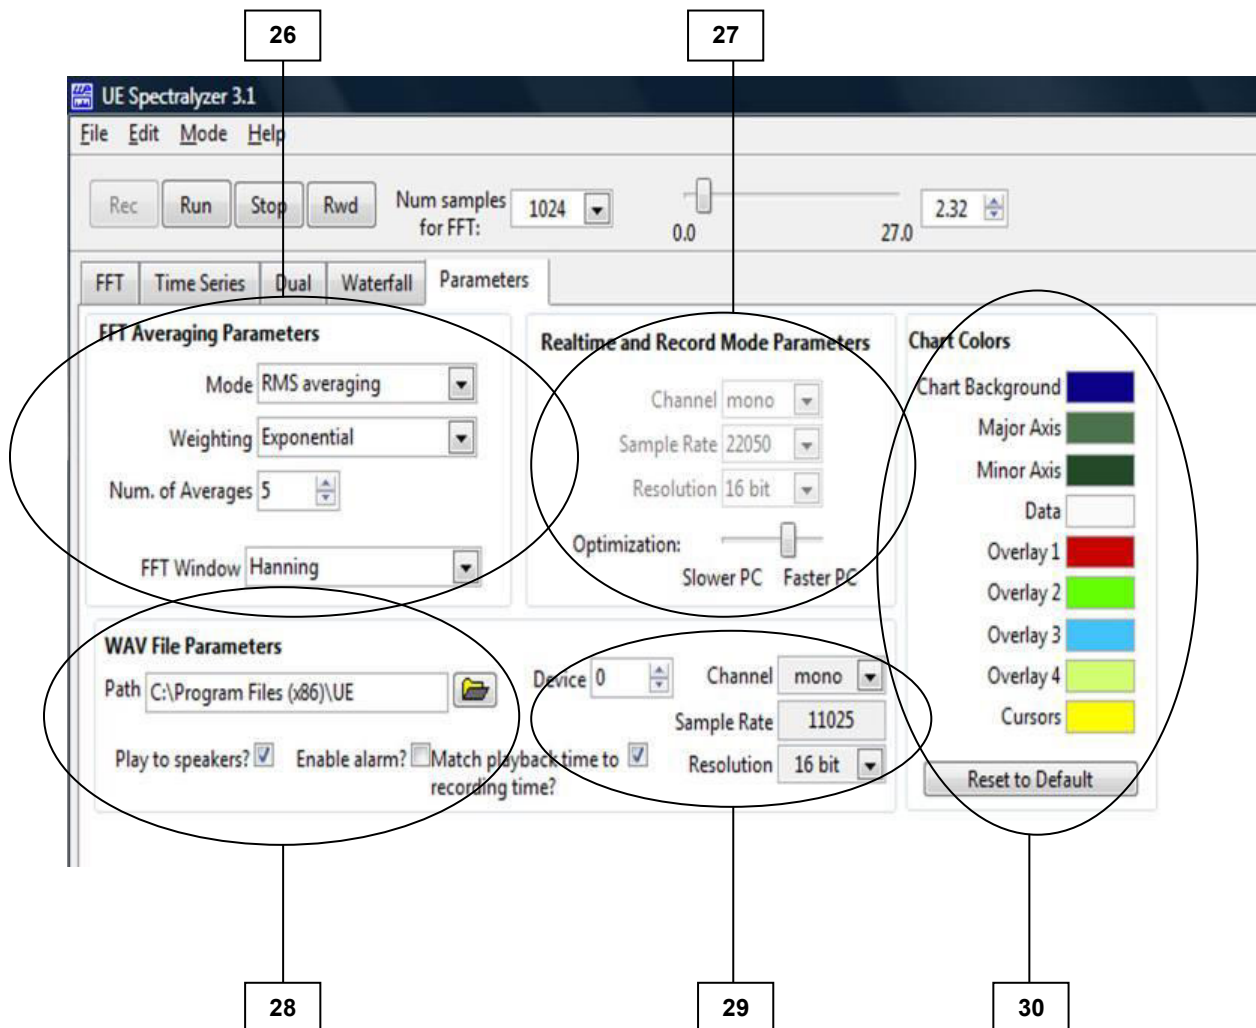 26
27
UE Spectralyzer 3.1
File Edit Mode Help
Rec Run Stop Rwd Num samples for FFT: 1024 0.0 27.0 2.32
FFT Time Series Dual Waterfall Parameters
FFT Averaging Parameters
Mode RMS averaging
Weighting Exponential
Num. of Averages 5
FFT Window Hanning
Realtime and Record Mode Parameters
Channel mono
Sample Rate 22050
Resolution 16 bit
Optimization:
Slower PC Faster PC
Chart Colors
Chart Background
Major Axis
Minor Axis
Data
Overlay 1
Overlay 2
Overlay 3
Overlay 4
Cursors
Reset to Default
WAV File Parameters
Path C:\Program Files (x86)\UE
Play to speakers? Enable alarm? Match playback time to
recording time?
Device 0 Channel mono
Sample Rate 11025
Resolution 16 bit
28
29
30